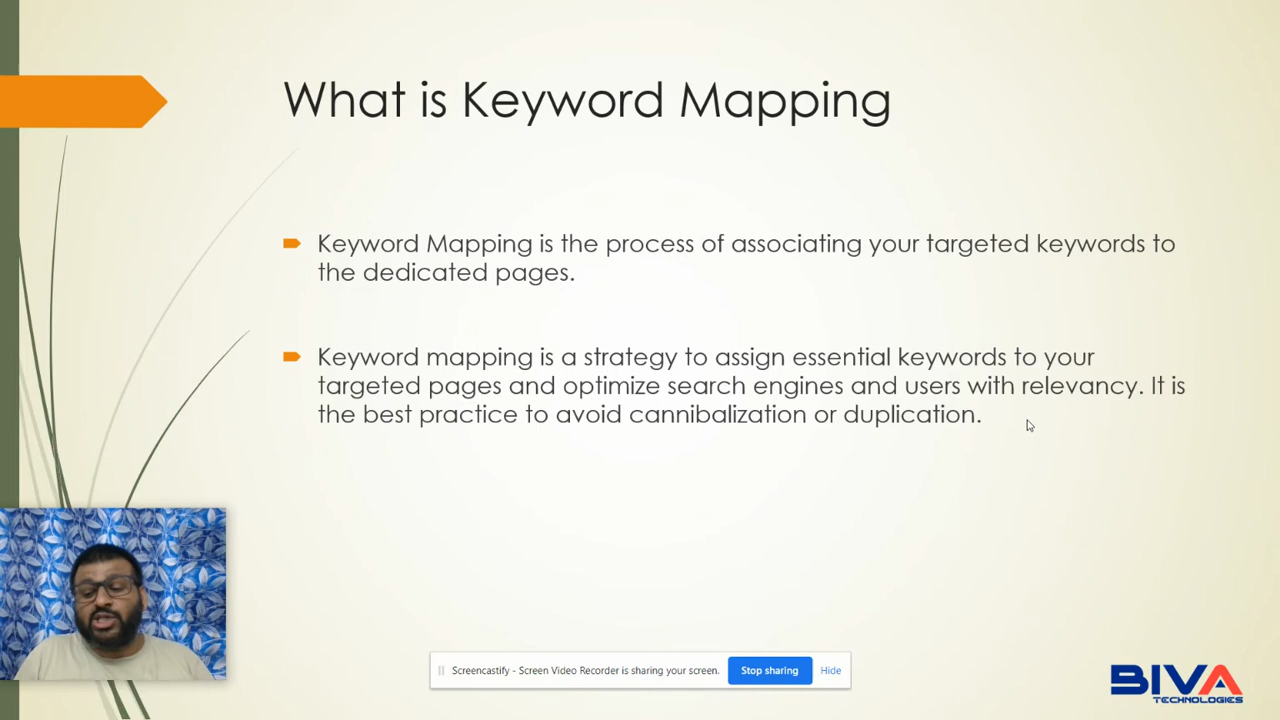 What is Keyword Mapping
Keyword Mapping is the process of associating your targeted keywords to
the dedicated pages.
Keyword mapping is a strategy to assign essential keywords to your
targeted pages and optimize search engines and users with relevancy. It is
the best practice to avoid cannibalization or duplication.
Screencastify - Screen Video Recorder is sharing your screen.
Stop sharing
Hide
BIVA
TECHNOLOGIES